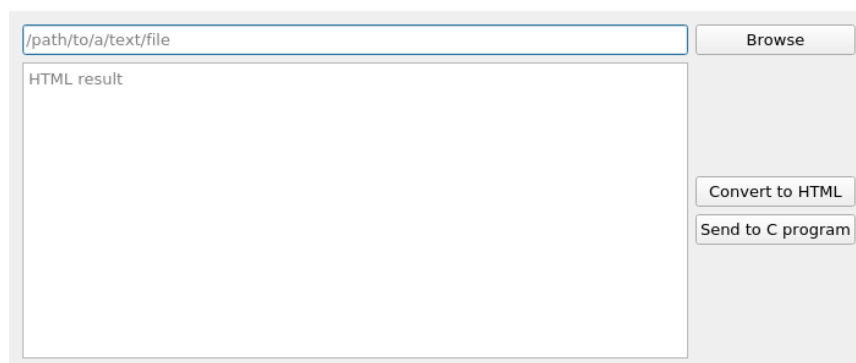 /path/to/a/text/file
Browse
HTML result
Convert to HTML
Send to C program